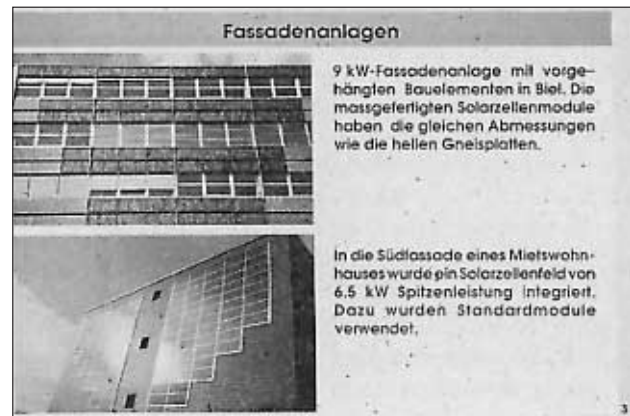 Fassadenanlagen
9 kW-Fassadenanlage mit vorge-
hängten Bauelementen in Biel. Die
massgefertigten Solarzellenmodule
haben die gleichen Abmessungen
wie die hellen Gneisplatten.
In die Südfassade eines Mietswohn-
hauses wurde ein Solarzellenfeld von
6.5 kW Spitzenleistung integriert.
Dazu wurden Standardmodule
verwendet.
3